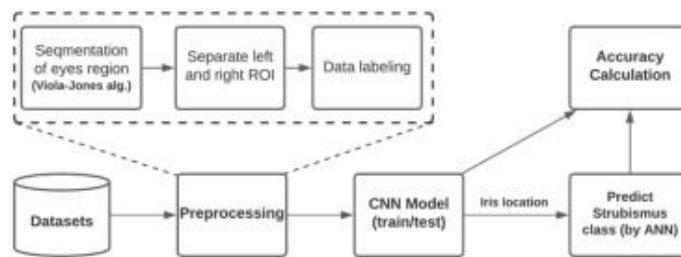 Seqmentation
of eyes region
(Viola-Jones alg.)
Separate left
and right ROI
Data labeling
Accuracy
Calculation
Datasets
Preprocessing
CNN Model
(train/test)
Iris location
Predict
Strubismus
class (by ANN)